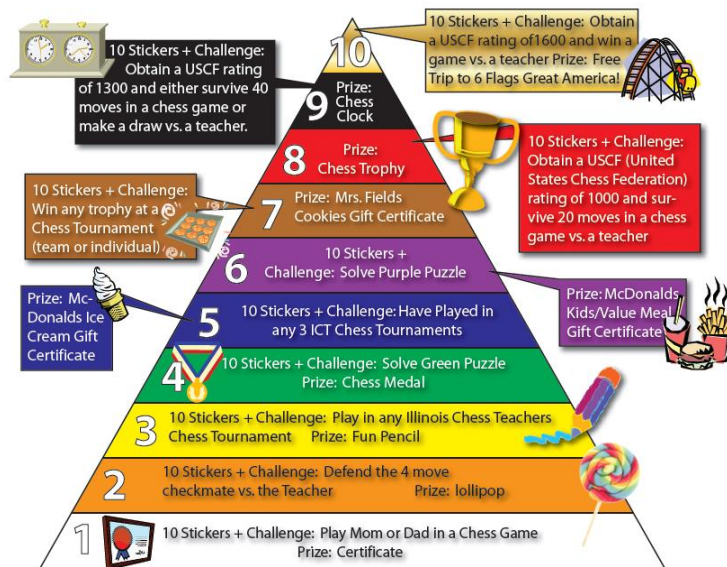 10 Stickers + Challenge: Obtain
a USCF rating of1600 and win a
game vs. a teacher Prize: Free
Trip to 6 Flags Great America!
10
10 Stickers + Challenge:
Obtain a USCF rating
of 1300 and either survive 40
moves in a chess game or
make a draw vs. a teacher.
9
Prize:
Chess
Clock
8
Prize:
Chess Trophy
10 Stickers + Challenge:
Obtain a USCF (United
States Chess Federation)
rating of 1000 and sur-
vive 20 moves in a chess
game vs. a teacher
10 Stickers + Challenge:
Win any trophy at a
Chess Tournament
(team or individual)
7
Prize: Mrs. Fields
Cookies Gift Certificate
6
10 Stickers +
Challenge: Solve Purple Puzzle
Prize: McDonalds
Kids/Value Meal
Gift Certificate
Prize: Mc-
Donalds Ice
Cream Gift
Certificate
5
10 Stickers + Challenge: Have Played in
any 3 ICT Chess Tournaments
4
10 Stickers + Challenge: Solve Green Puzzle
Prize: Chess Medal
3
10 Stickers + Challenge: Play in any Illinois Chess Teachers
Chess Tournament Prize: Fun Pencil
2
10 Stickers + Challenge: Defend the 4 move
checkmate vs. the Teacher Prize: lollipop
1
10 Stickers + Challenge: Play Mom or Dad in a Chess Game
Prize: Certificate